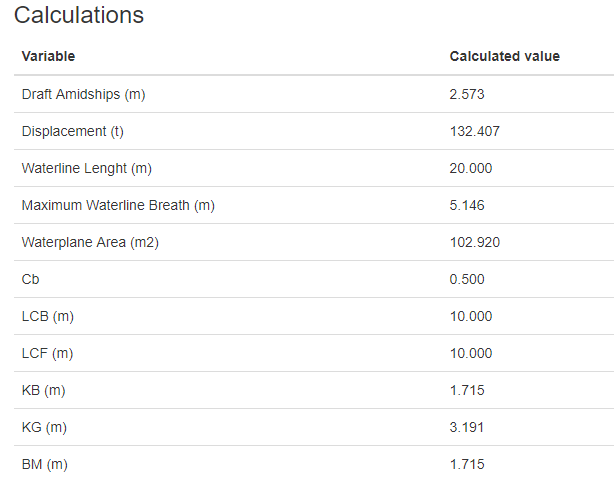 Calculations
Variable Calculated value
Draft Amidships (m) 2.573
Displacement (t) 132.407
Waterline Lenght (m) 20.000
Maximum Waterline Breath (m) 5.146
Waterplane Area (m2) 102.920
Cb 0.500
LCB (m) 10.000
LCF (m) 10.000
KB (m) 1.715
KG (m) 3.191
BM (m) 1.715